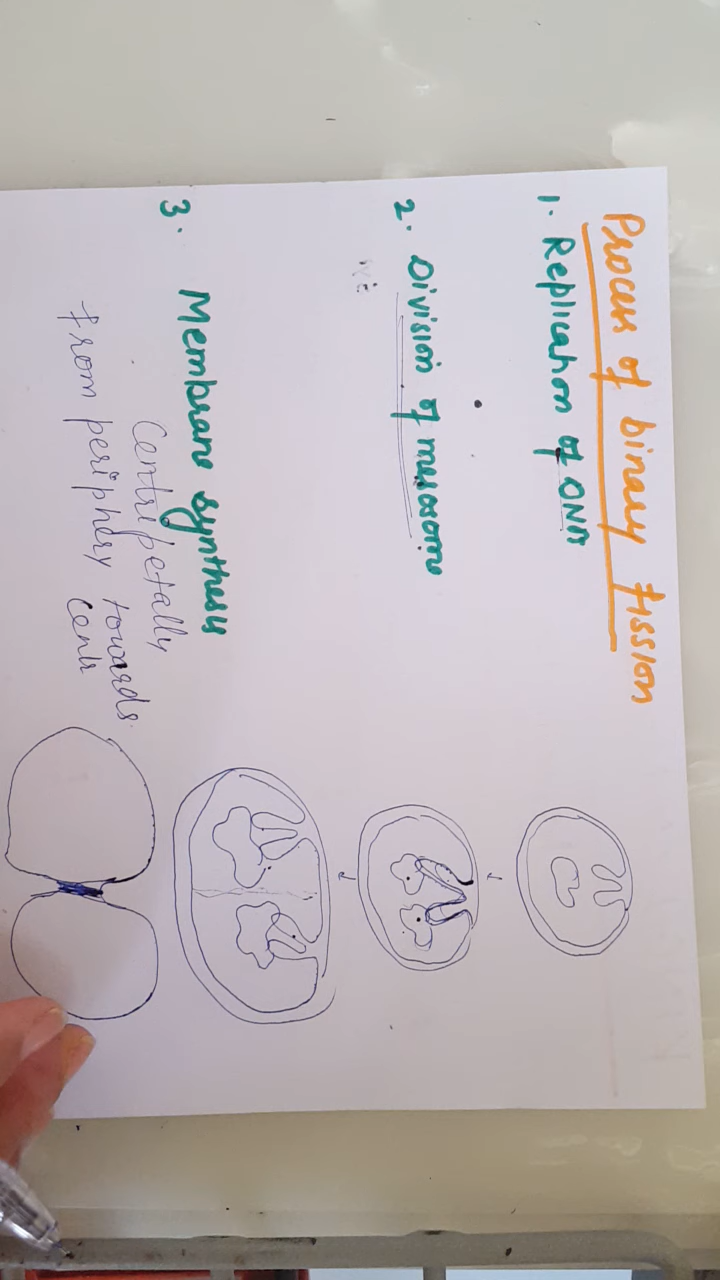 Process of binary fission
1. Replication of DNA
2. Division of mesosome
3. Membrane synthesis
Centripetally
from periphery towards
Centr